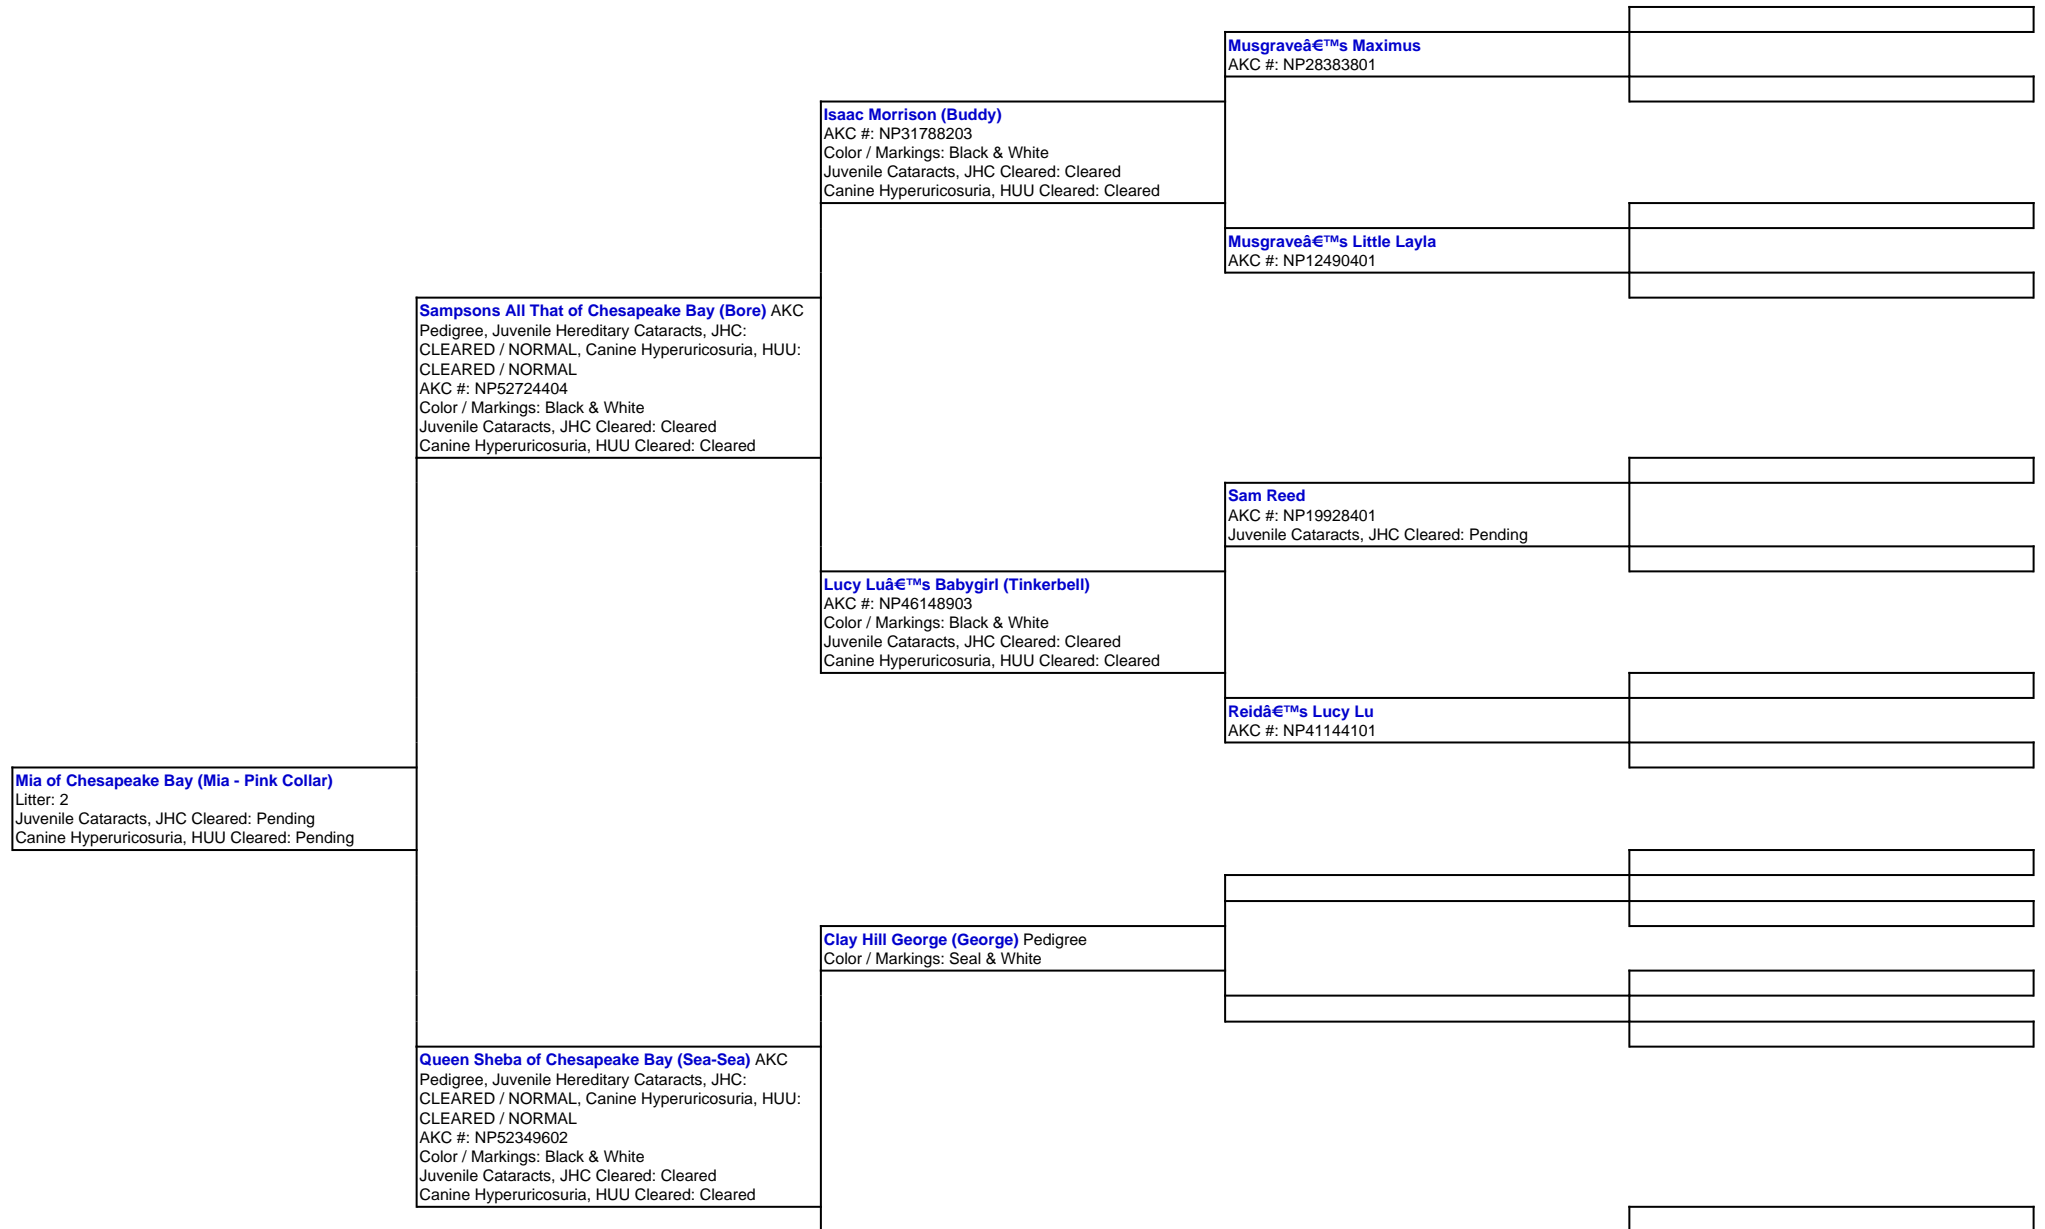 Musgraveâ€™s Maximus
AKC #: NP28383801
Isaac Morrison (Buddy)
AKC #: NP31788203
Color / Markings: Black & White
Juvenile Cataracts, JHC Cleared: Cleared
Canine Hyperuricosuria, HUU Cleared: Cleared
Musgraveâ€™s Little Layla
AKC #: NP12490401
Sampsons All That of Chesapeake Bay (Bore) AKC
Pedigree, Juvenile Hereditary Cataracts, JHC:
CLEARED / NORMAL, Canine Hyperuricosuria, HUU:
CLEARED / NORMAL
AKC #: NP52724404
Color / Markings: Black & White
Juvenile Cataracts, JHC Cleared: Cleared
Canine Hyperuricosuria, HUU Cleared: Cleared
Sam Reed
AKC #: NP19928401
Juvenile Cataracts, JHC Cleared: Pending
Lucy Luâ€™s Babygirl (Tinkerbell)
AKC #: NP46148903
Color / Markings: Black & White
Juvenile Cataracts, JHC Cleared: Cleared
Canine Hyperuricosuria, HUU Cleared: Cleared
Reidâ€™s Lucy Lu
AKC #: NP41144101
Mia of Chesapeake Bay (Mia - Pink Collar)
Litter: 2
Juvenile Cataracts, JHC Cleared: Pending
Canine Hyperuricosuria, HUU Cleared: Pending
Clay Hill George (George) Pedigree
Color / Markings: Seal & White
Queen Sheba of Chesapeake Bay (Sea-Sea) AKC
Pedigree, Juvenile Hereditary Cataracts, JHC:
CLEARED / NORMAL, Canine Hyperuricosuria, HUU:
CLEARED / NORMAL
AKC #: NP52349602
Color / Markings: Black & White
Juvenile Cataracts, JHC Cleared: Cleared
Canine Hyperuricosuria, HUU Cleared: Cleared